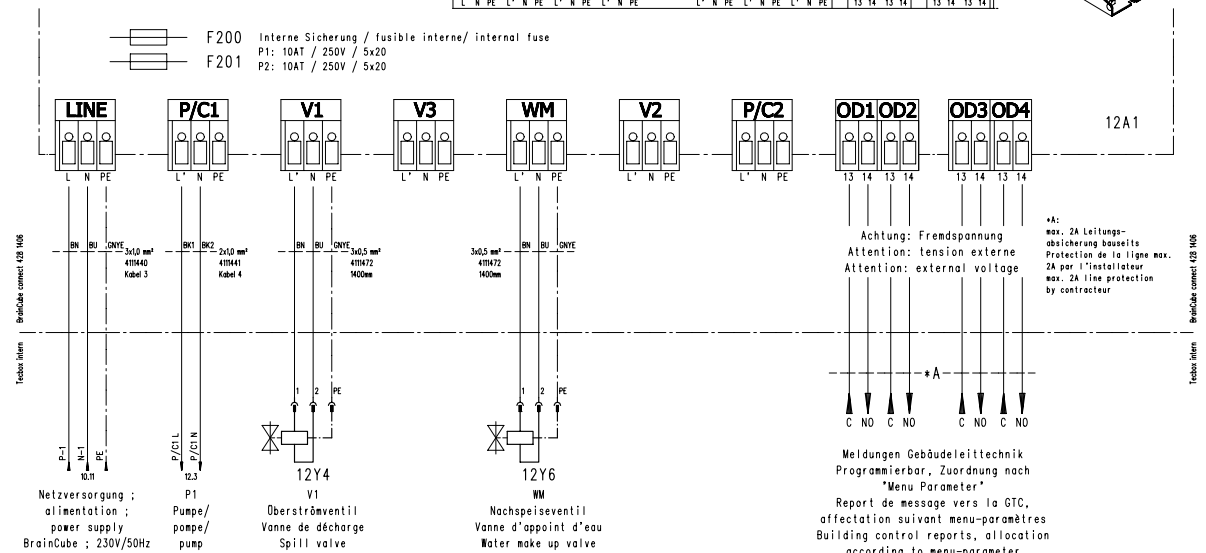 L' N PE L' N PE L' N PE L' N PE L' N PE L' N PE 13 14 13 14 13 14 13 14
F200 Interne Sicherung / fusible interne/ internal fuse
F201 P1: 10AT / 250V / 5x20
P2: 10AT / 250V / 5x20
LINE P/C1 V1 V3 WM V2 P/C2 OD1 OD2 OD3 OD4
12A1
L N PE L' N PE L' N PE L' N PE L' N PE L' N PE L' N PE 13 14 13 14 13 14 13 14
BrainCube connect 428 1406
BN BU GNYE 3x1,0 mm²
4111440
Kabel 3
BK1 BK2 2x1,0 mm²
4111441
Kabel 4
BN BU GNYE 3x0,5 mm²
4111472
1400mm
3x0,5 mm² BN BU GNYE
4111472
1400mm
Achtung: Fremdspannung
Attention: tension externe
Attention: external voltage
*A:
max. 2A Leitungs-
absicherung bauseits
Protection de la ligne max.
2A par l'installateur
max. 2A line protection
by contracteur
BrainCube connect 428 1406
Tecbox intern
Tecbox intern
*A
1 2 PE
1 2 PE
C NO C NO C NO C NO
P-1 N-1 PE
10.11
P/C1 L P/C1 N
12.3
12Y4
12Y6
Netzversorgung ;
alimentation ;
power supply
BrainCube ; 230V/50Hz
P1
Pumpe/
pompe/
pump
V1
Überströmventil
Vanne de décharge
Spill valve
WM
Nachspeiseventil
Vanne d'appoint d'eau
Water make up valve
Meldungen Gebäudeleittechnik
Programmierbar, Zuordnung nach
"Menu Parameter"
Report de message vers la GTC,
affectation suivant menu-paramètres
Building control reports, allocation
according to menu-parameter